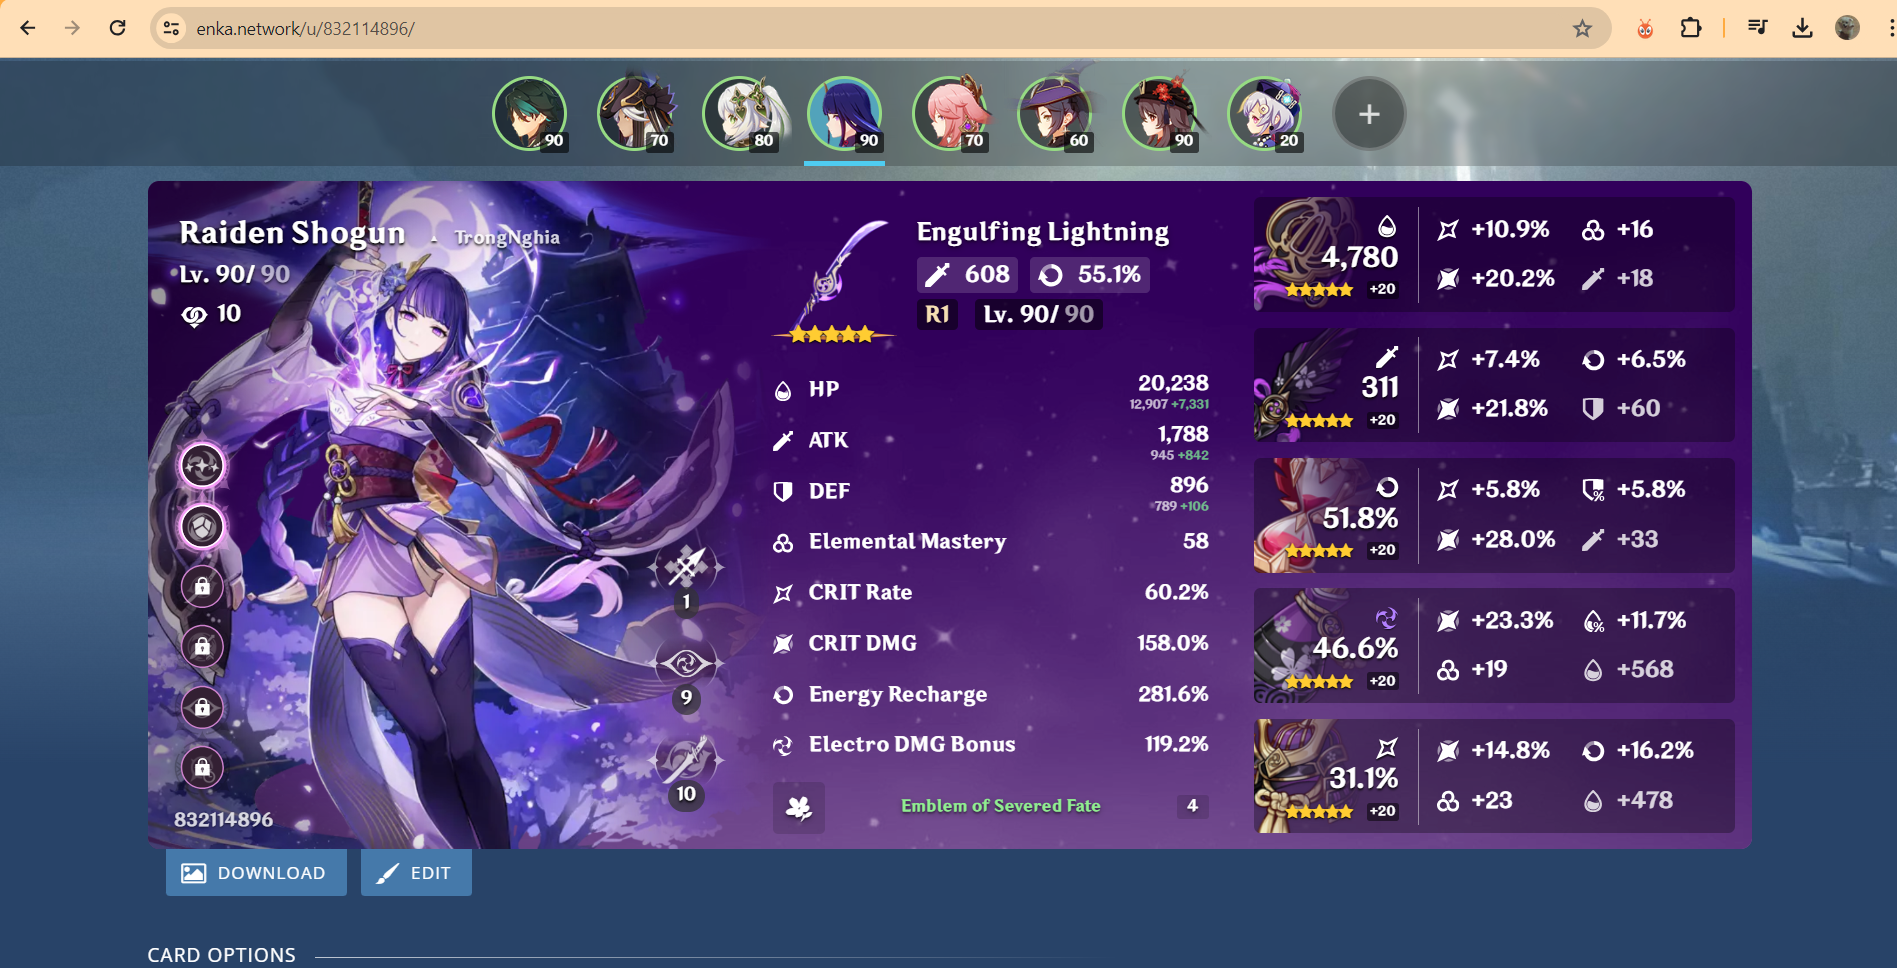 enka.network/u/832114896/
90
70
80
90
70
60
90
20
Raiden Shogun · TrongNghia
Lv. 90/ 90
10
1
9
10
832114896
Engulfing Lightning
608 55.1%
R1 Lv. 90/ 90
HP 20,238
12,907 +7,331
ATK 1,788
945 +842
DEF 896
789 +106
Elemental Mastery 58
CRIT Rate 60.2%
CRIT DMG 158.0%
Energy Recharge 281.6%
Electro DMG Bonus 119.2%
Emblem of Severed Fate 4
4,780
+20
+10.9% +16
+20.2% +18
311
+20
+7.4% +6.5%
+21.8% +60
51.8%
+20
+5.8% +5.8%
+28.0% +33
46.6%
+20
+23.3% +11.7%
+19 +568
31.1%
+20
+14.8% +16.2%
+23 +478
DOWNLOAD
EDIT
CARD OPTIONS